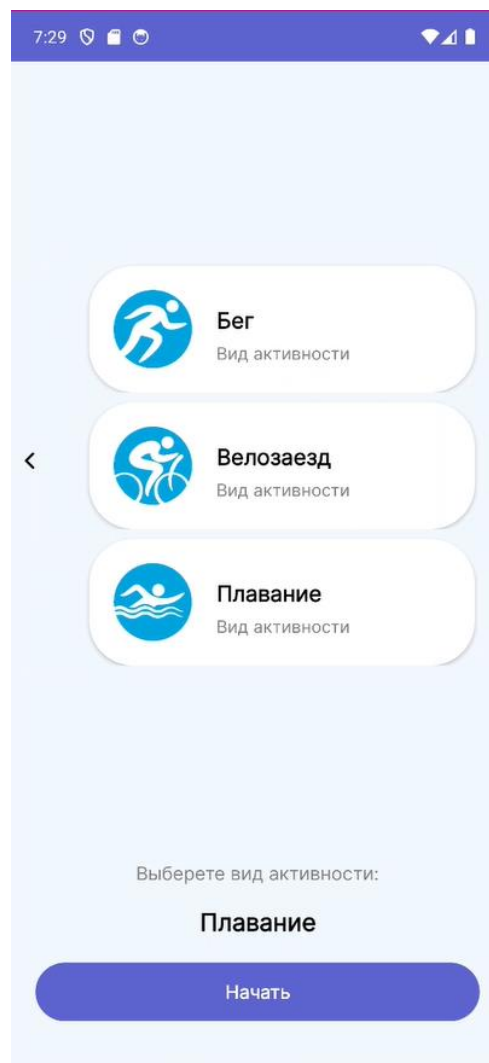 7:29
Бег
Вид активности
Велозаезд
Вид активности
Плавание
Вид активности
Выберете вид активности:
Плавание
Начать